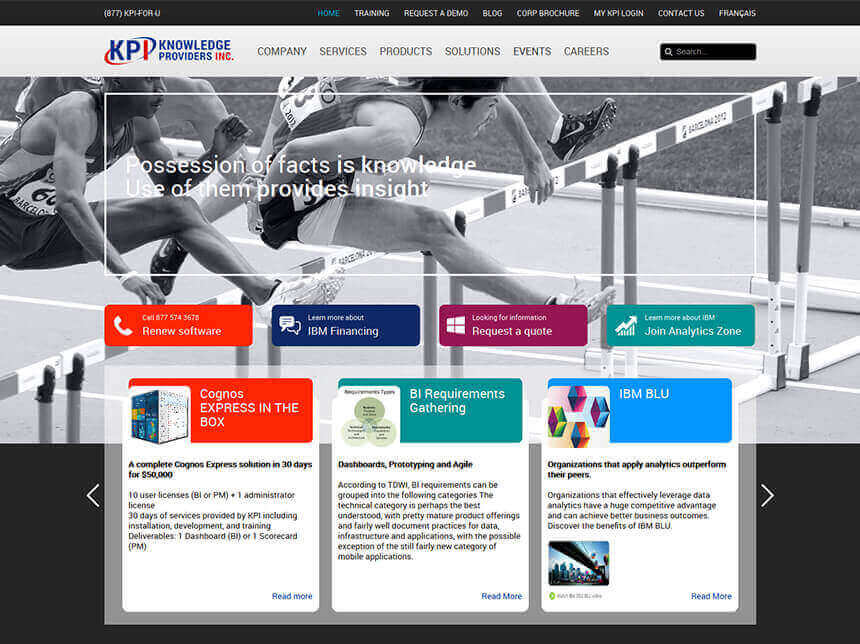 (877) KPI-FOR-U
HOME TRAINING REQUEST A DEMO BLOG CORP BROCHURE MY KPI LOGIN CONTACT US FRANÇAIS
KPI KNOWLEDGE
PROVIDERS INC.
COMPANY SERVICES PRODUCTS SOLUTIONS EVENTS CAREERS
Search...
BARCELONA 2012
Possession of facts is knowledge
Use of them provides insight
BARCELONA 2012
Call 877 574 3678
Renew software
Learn more about
IBM Financing
Looking for information
Request a quote
Learn more about IBM
Join Analytics Zone
Cognos
EXPRESS IN THE
BOX
A complete Cognos Express solution in 30 days
for $50,000
10 user licenses (BI or PM) + 1 administrator
license
30 days of services provided by KPI including
installation, development, and training
Deliverables: 1 Dashboard (BI) or 1 Scorecard
(PM)
Read more
Requirements Types
BI Requirements
Gathering
Dashboards, Prototyping and Agile
According to TDWI, BI requirements can be
grouped into the following categories The
technical category is perhaps the best
understood, with pretty mature product offerings
and fairly well document practices for data,
infrastructure and applications, with the possible
exception of the still fairly new category of
mobile applications.
Read More
IBM BLU
Organizations that apply analytics outperform
their peers.
Organizations that effectively leverage data
analytics have a huge competitive advantage
and can achieve better business outcomes.
Discover the benefits of IBM BLU
Read More